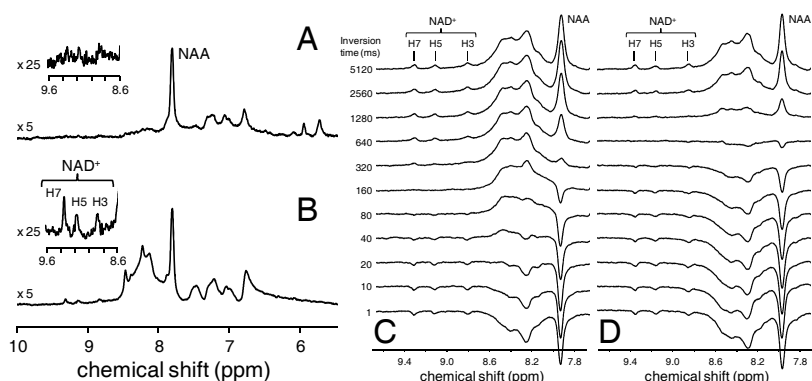 A
x 25
9.6 8.6
NAA
x 5
NAD+
H7 H5 H3
B
x 25
9.6 8.6
x 5
10 9 8 7 6
chemical shift (ppm)
Inversion
time (ms)
NAD+
H7 H5 H3
NAA
5120
2560
1280
640
320
160
80
40
20
10
1
C
9.4 9.0 8.6 8.2 7.8
chemical shift (ppm)
NAD+
H7 H5 H3
NAA
D
9.4 9.0 8.6 8.2 7.8
chemical shift (ppm)